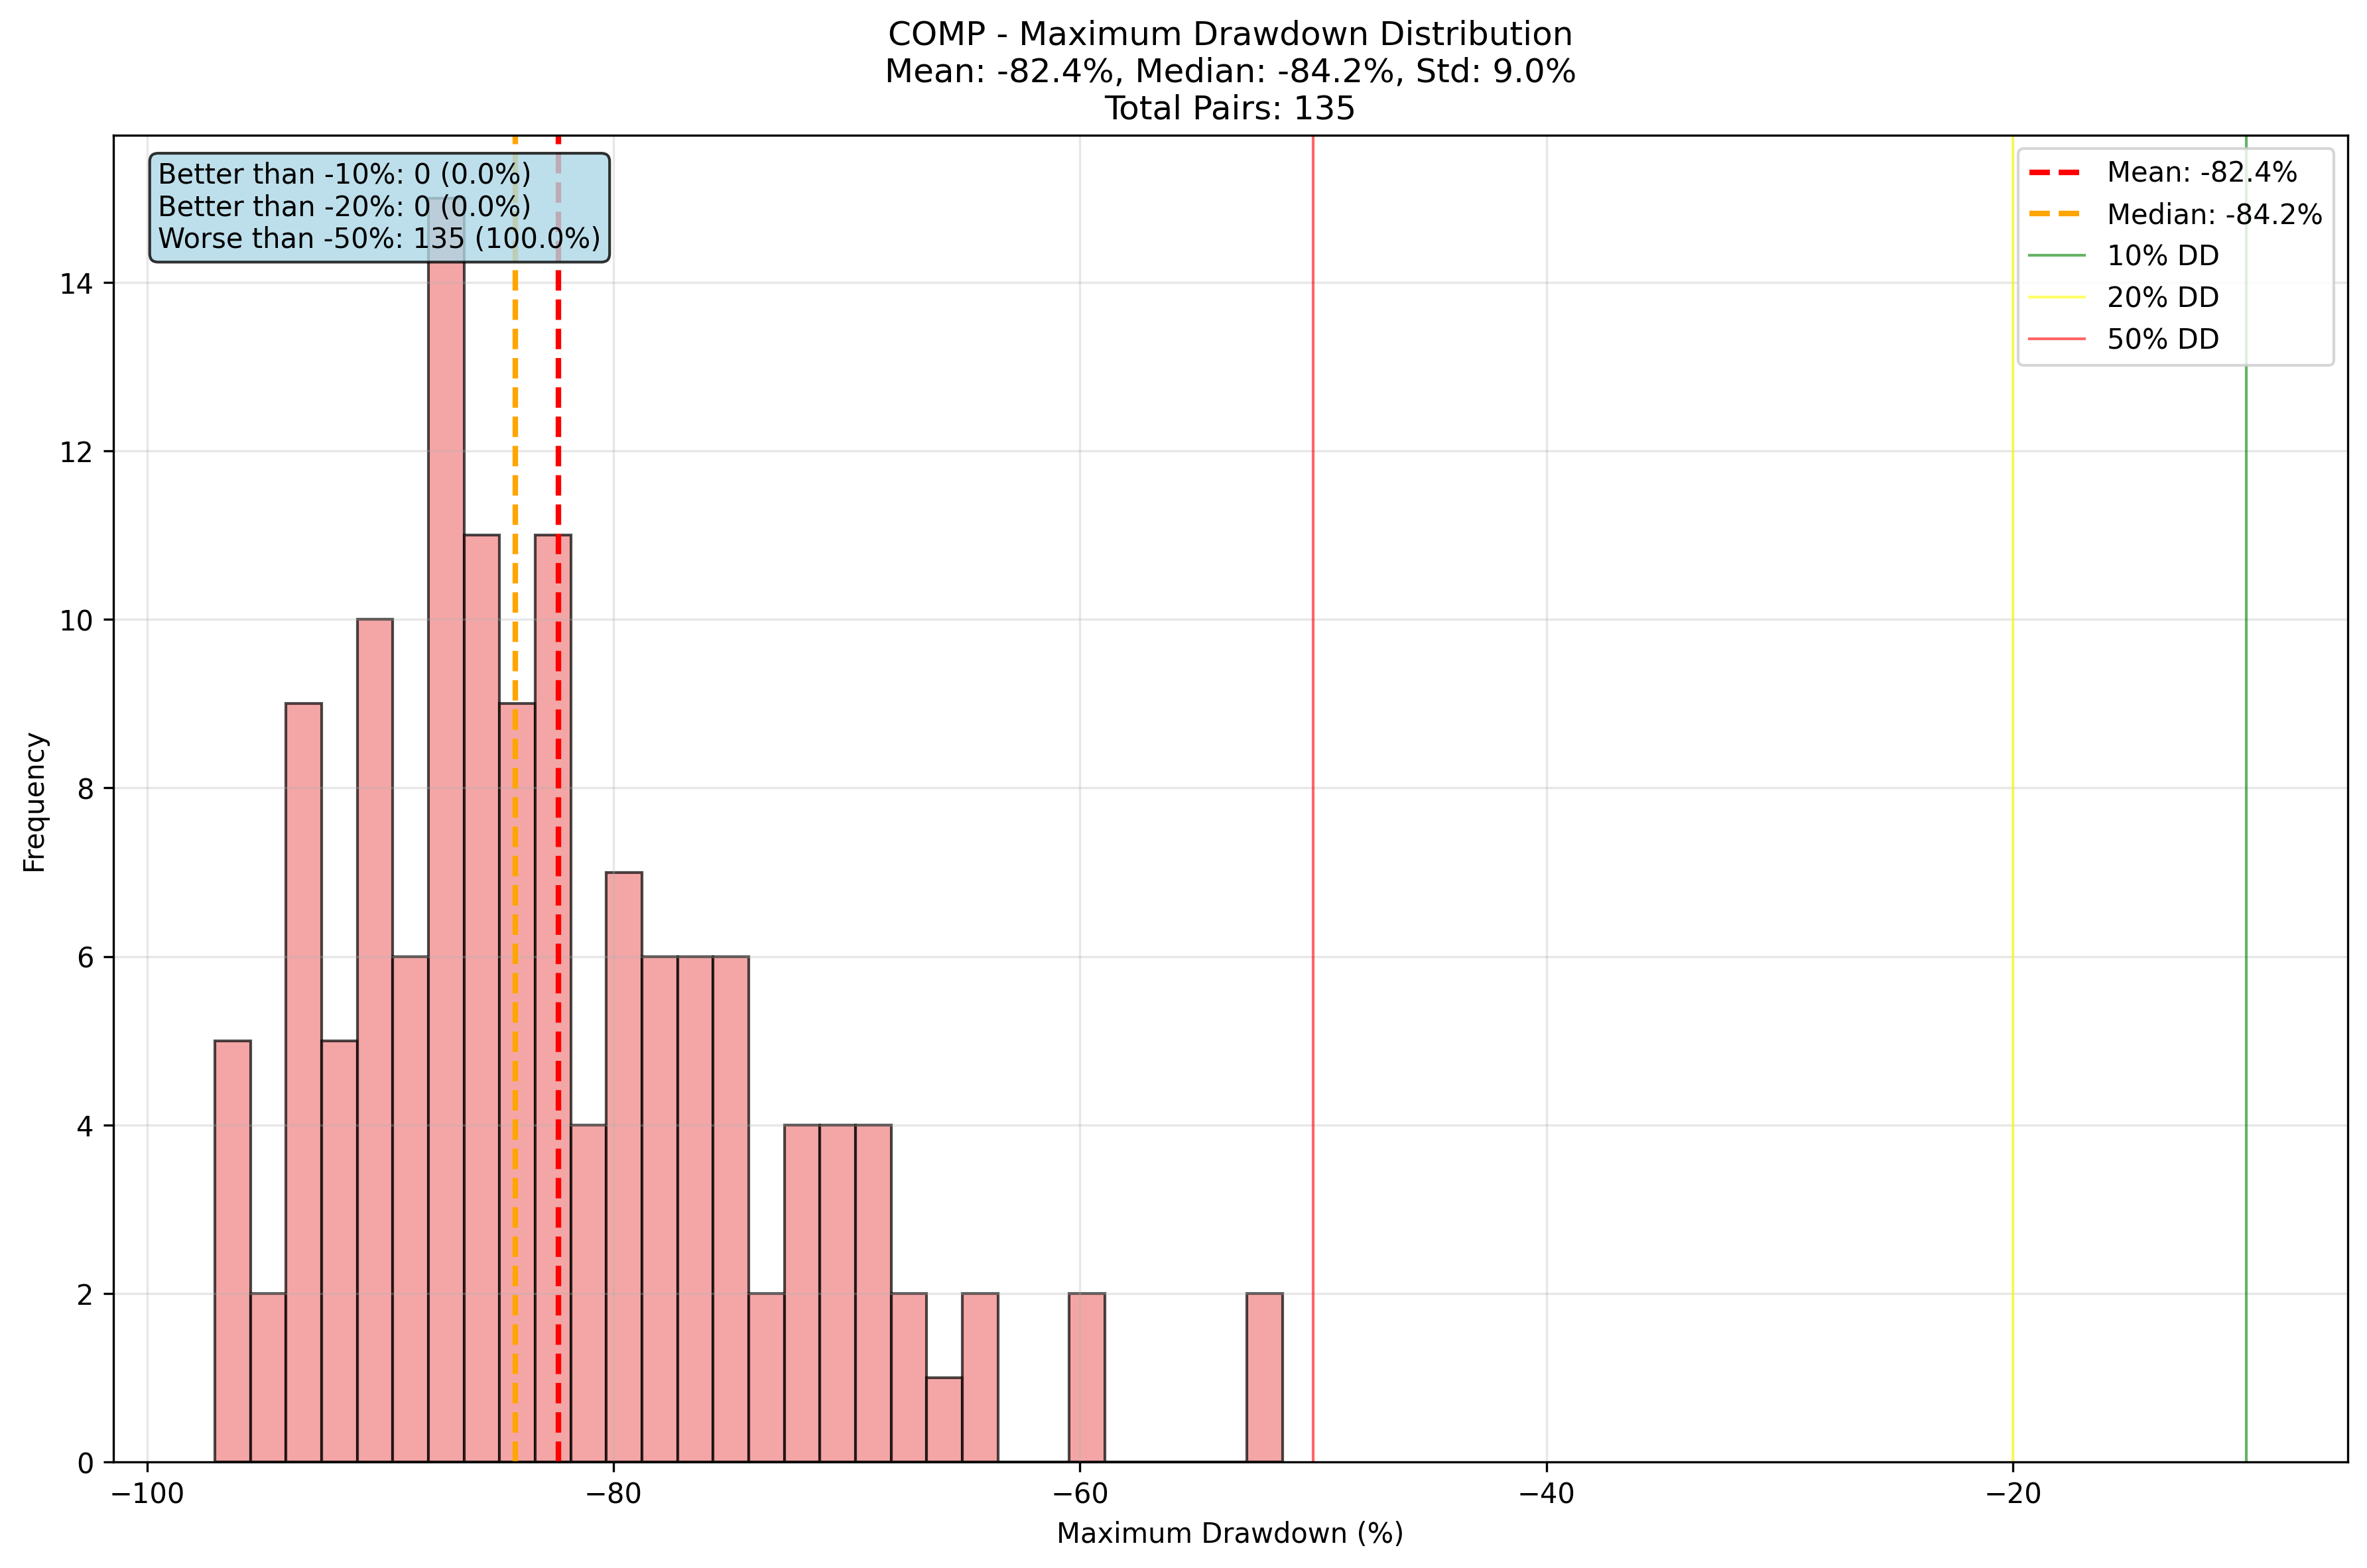 COMP - Maximum Drawdown Distribution
Mean: -82.4%, Median: -84.2%, Std: 9.0%
Total Pairs: 135
Better than -10%: 0 (0.0%)
Better than -20%: 0 (0.0%)
Worse than -50%: 135 (100.0%)
Mean: -82.4%
Median: -84.2%
10% DD
20% DD
50% DD
14
12
10
8
6
4
2
0
Frequency
−100
−80
−60
−40
−20
Maximum Drawdown (%)